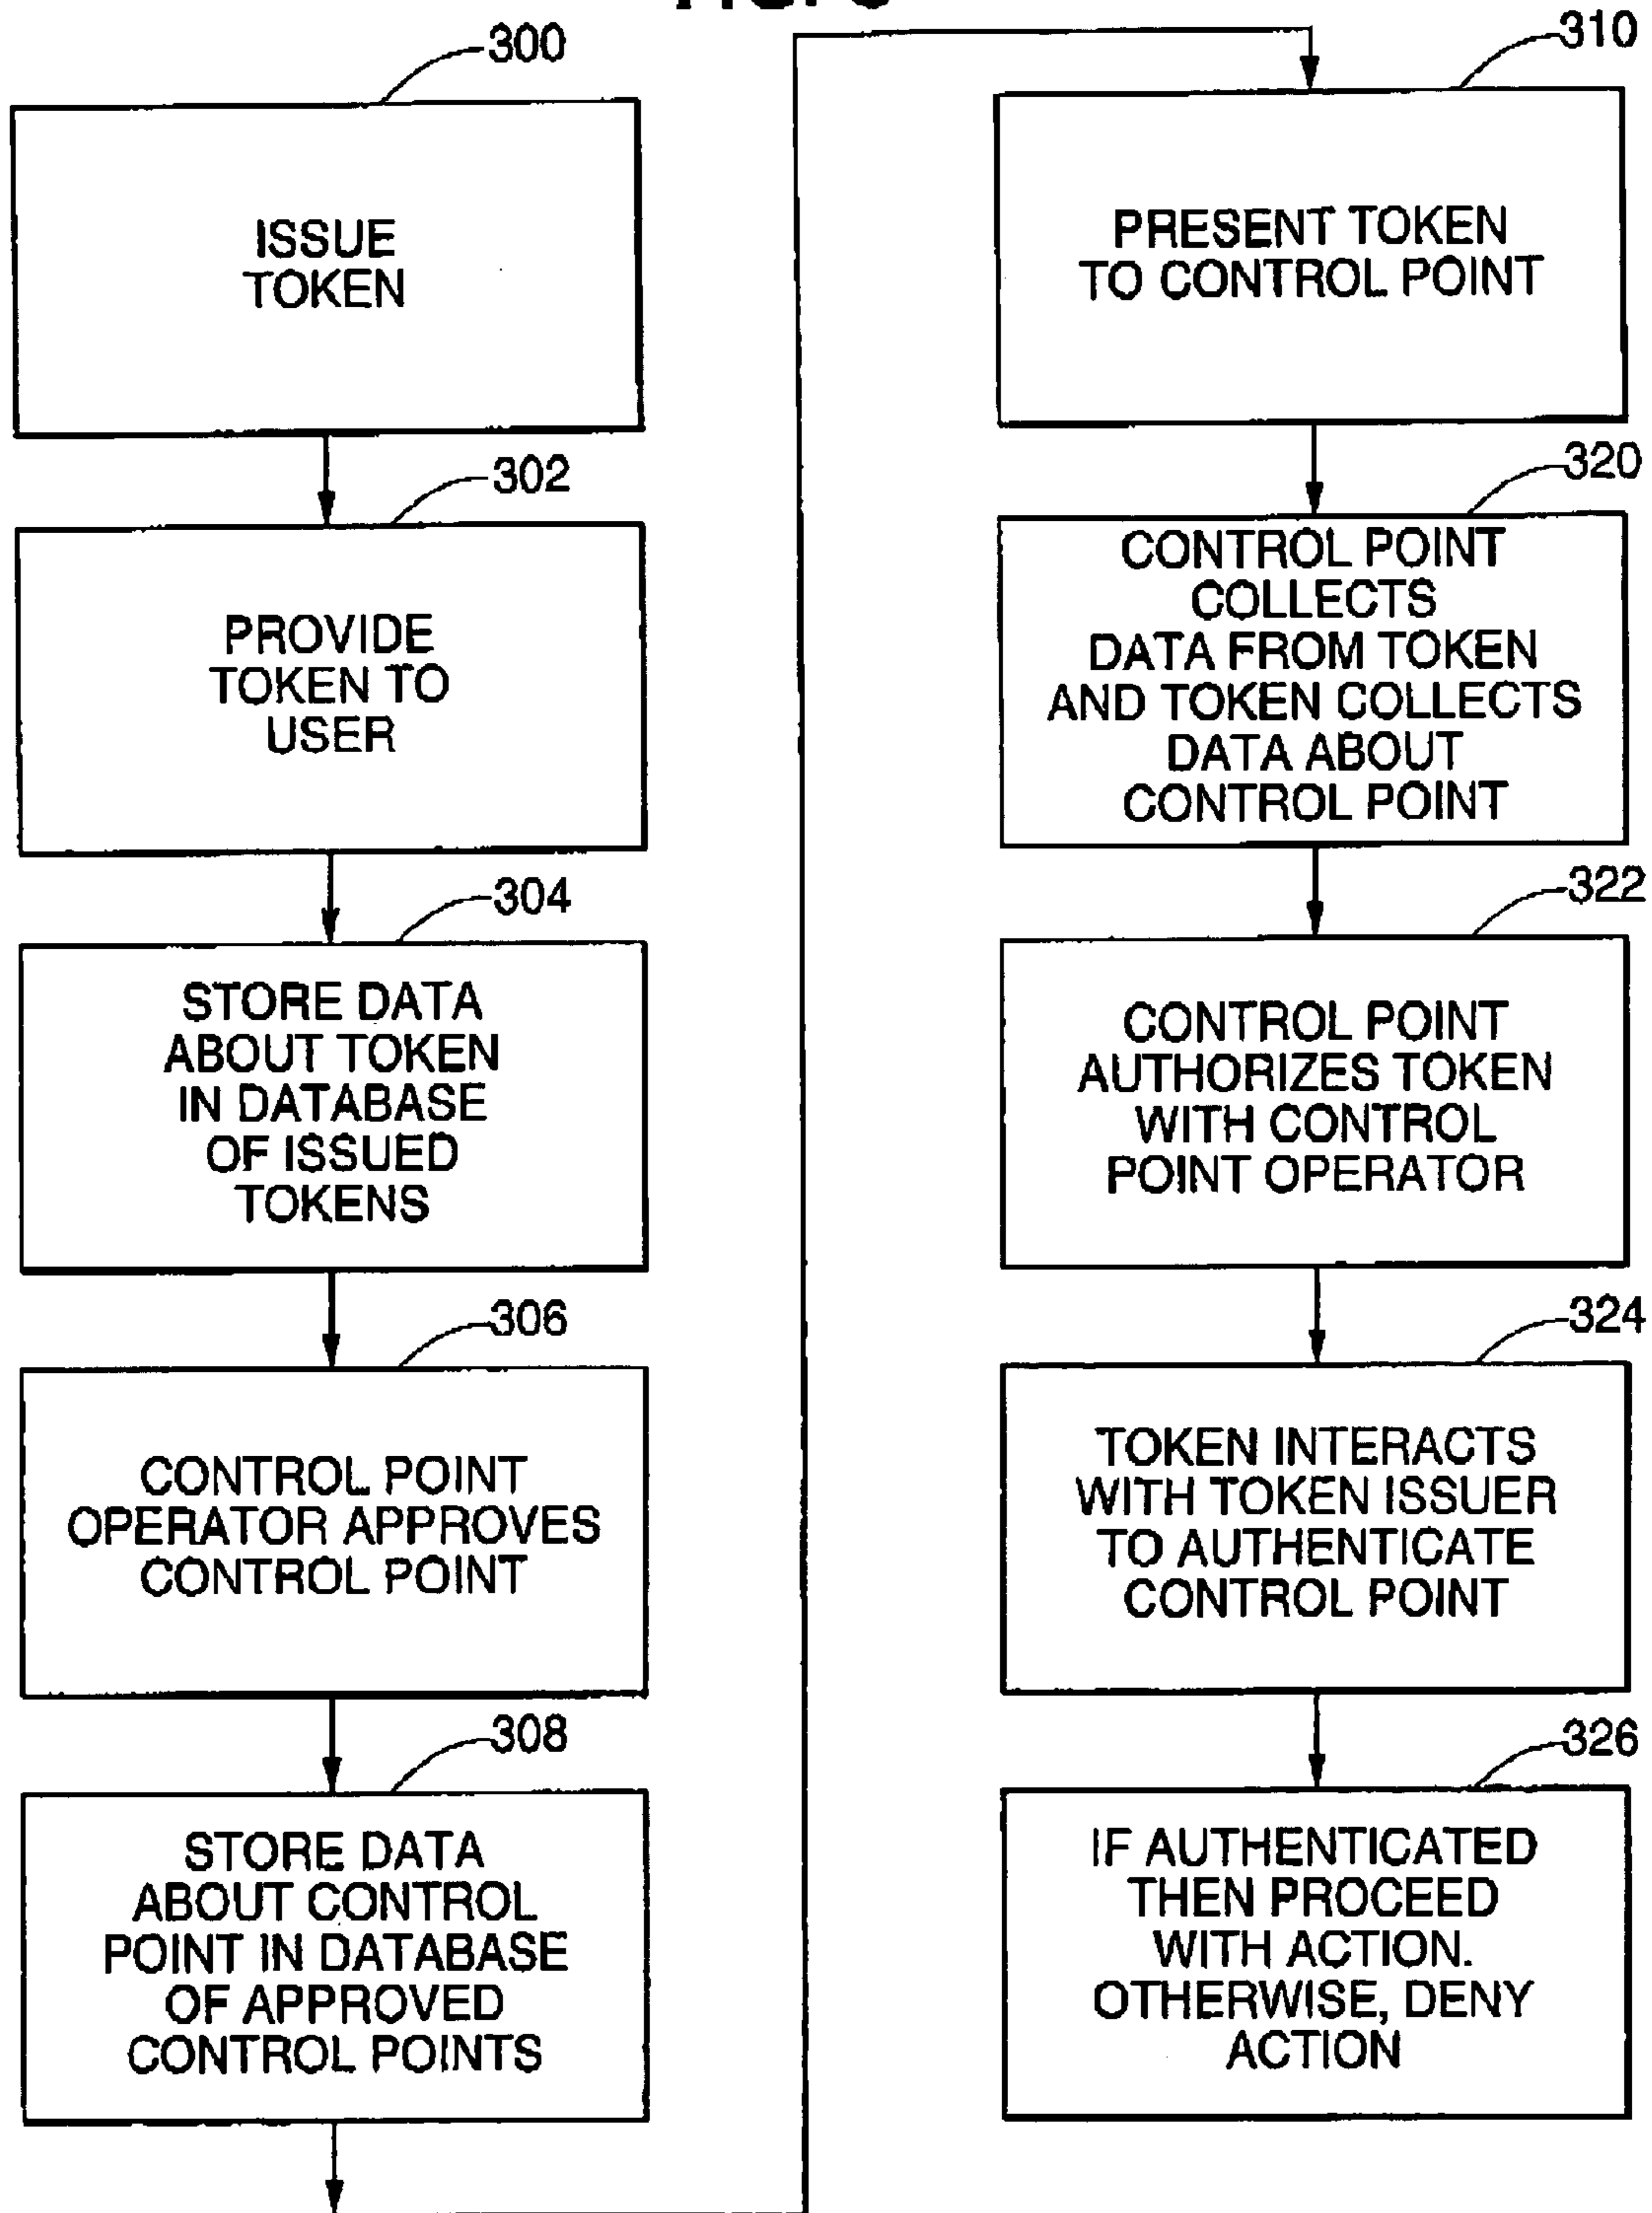 300
ISSUE
TOKEN
302
PROVIDE
TOKEN TO
USER
304
STORE DATA
ABOUT TOKEN
IN DATABASE
OF ISSUED
TOKENS
306
CONTROL POINT
OPERATOR APPROVES
CONTROL POINT
308
STORE DATA
ABOUT CONTROL
POINT IN DATABASE
OF APPROVED
CONTROL POINTS
310
PRESENT TOKEN
TO CONTROL POINT
320
CONTROL POINT
COLLECTS
DATA FROM TOKEN
AND TOKEN COLLECTS
DATA ABOUT
CONTROL POINT
322
CONTROL POINT
AUTHORIZES TOKEN
WITH CONTROL
POINT OPERATOR
324
TOKEN INTERACTS
WITH TOKEN ISSUER
TO AUTHENTICATE
CONTROL POINT
326
IF AUTHENTICATED
THEN PROCEED
WITH ACTION.
OTHERWISE, DENY
ACTION